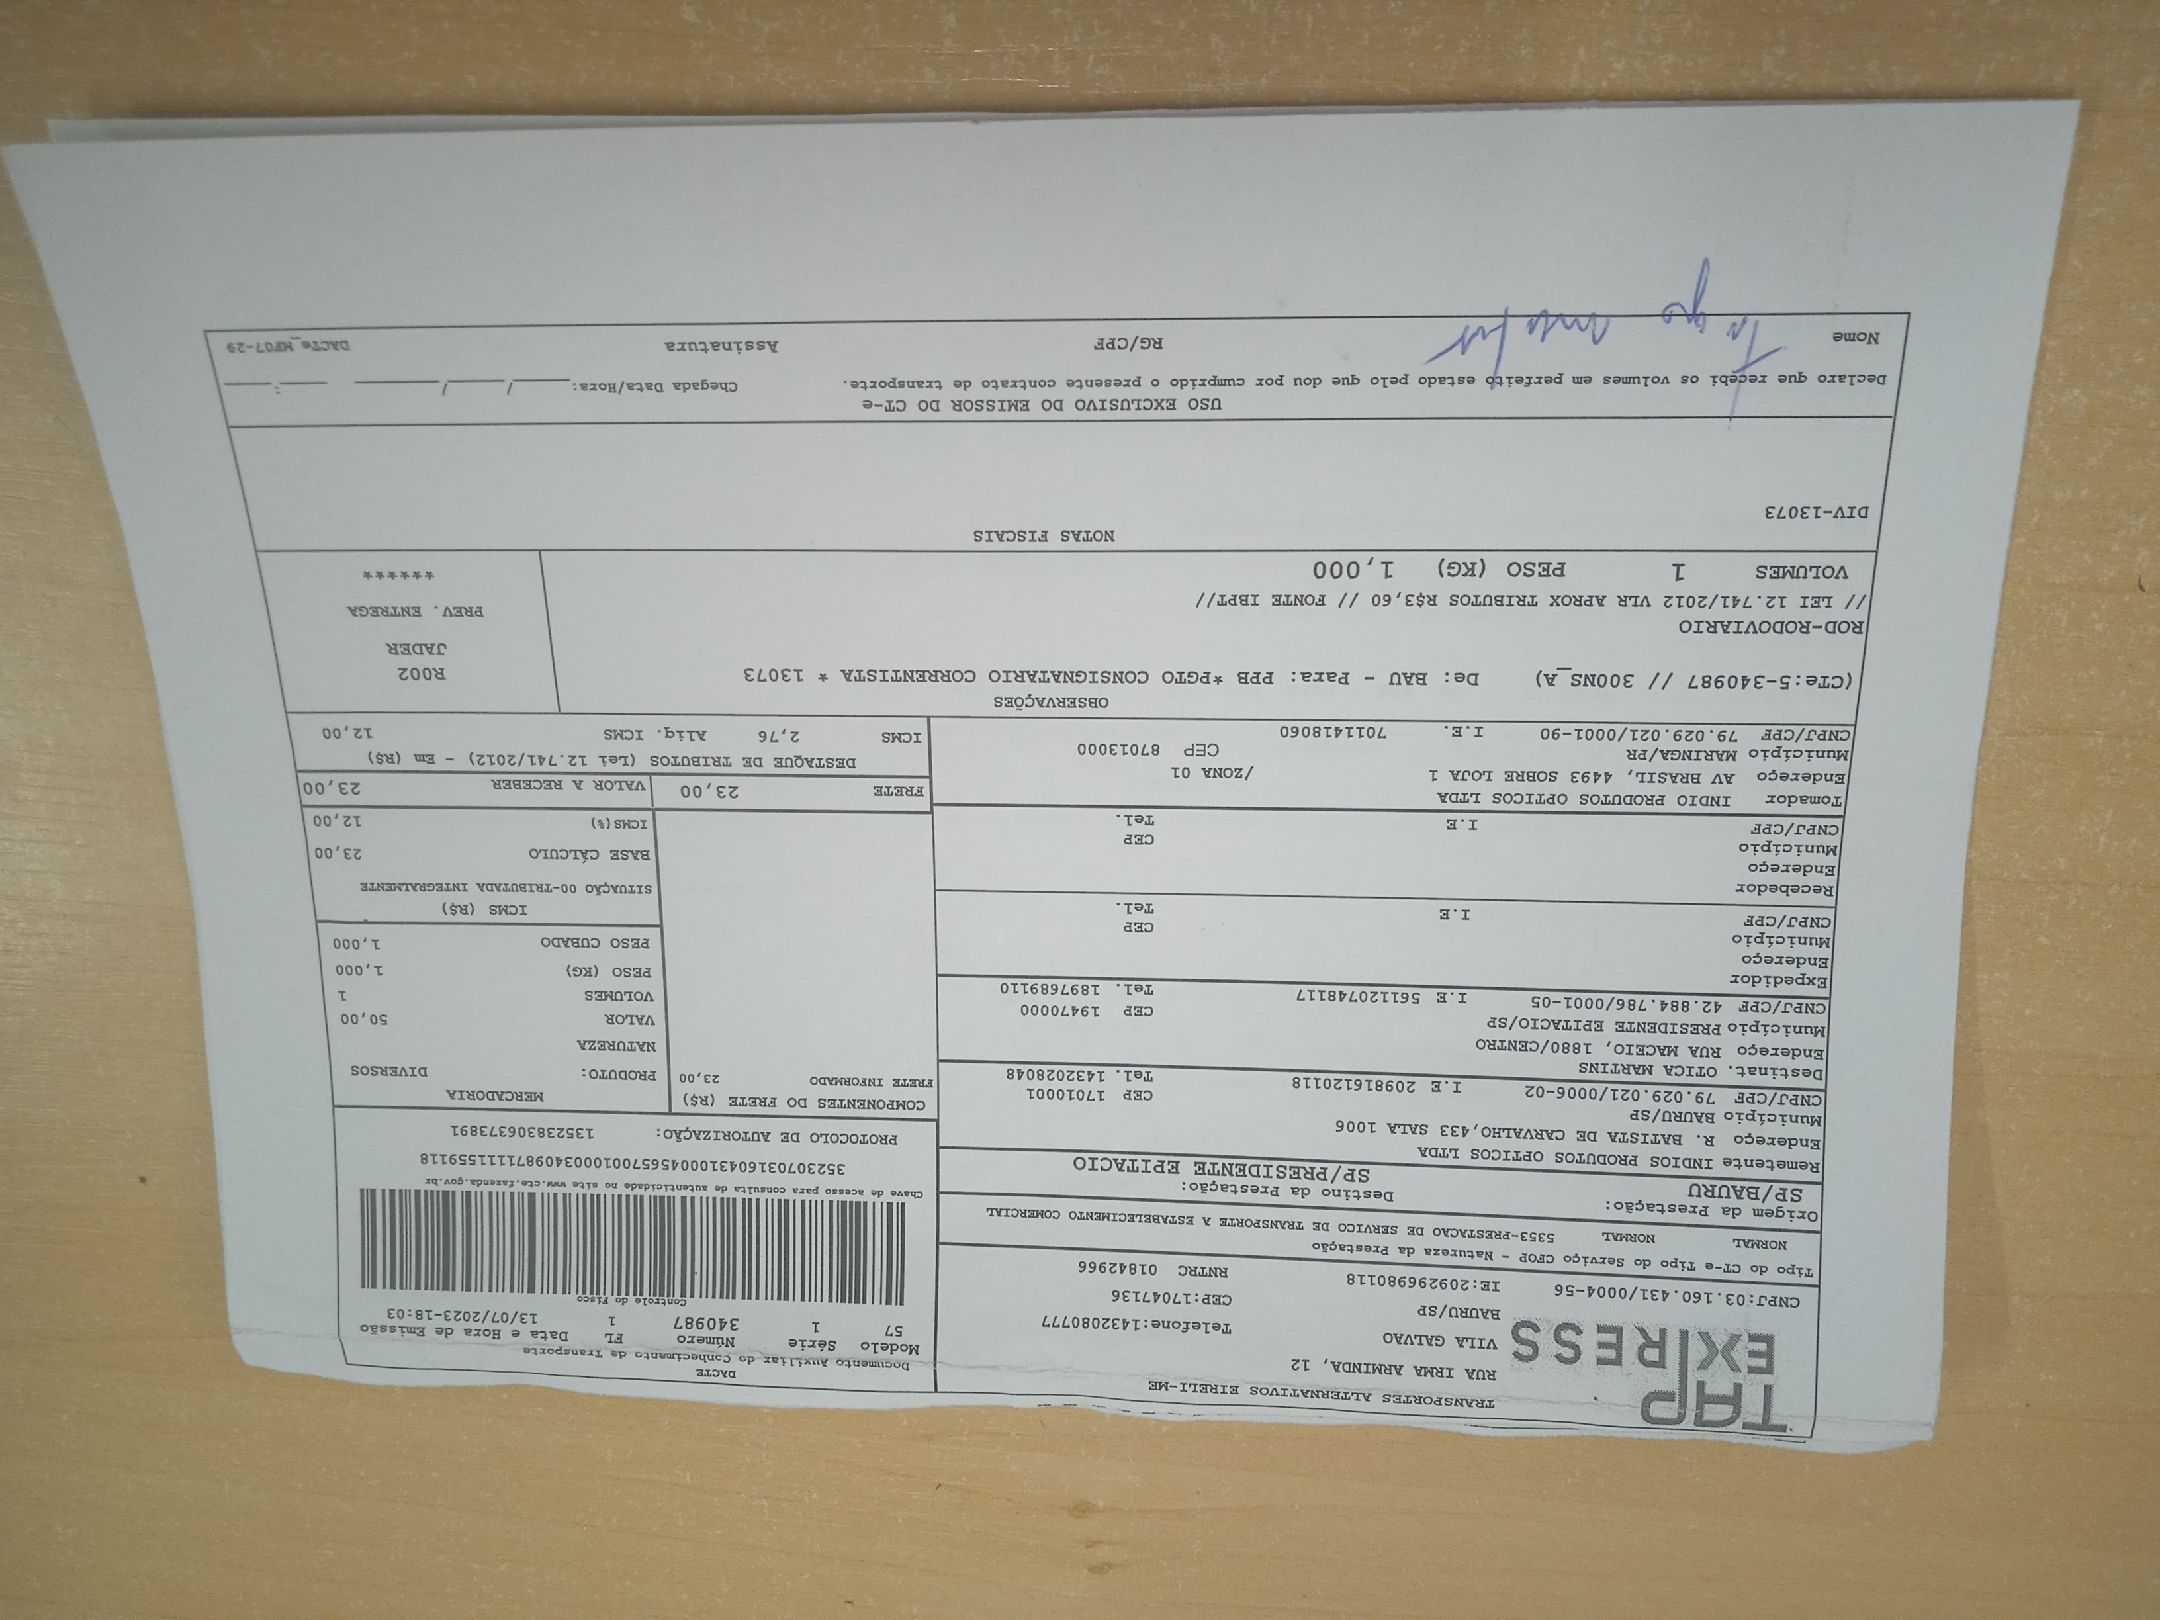 TAP
EXPRESS
TRANSPORTES ALTERNATIVOS EIRELI-ME
RUA IRMA ARMINDA, 12
VILA GALVAO Telefone:1432080777
BAURU/SP CEP:17047136
CNPJ:03.160.431/0004-56 IE:209296980118 RNTRC 01842966
DACTE
Documento Auxiliar do Conhecimento de Transporte
Modelo Série Número FL Data e Hora de Emissão
57 1 340987 1 13/07/2023-18:03
Controle do Fisco
Chave de acesso para consulta de autenticidade no site www.cte.fazenda.gov.br
PROTOCOLO DE AUTORIZAÇÃO: 135238306373891
Tipo do CT-e Tipo do Serviço CFOP - Natureza da Prestação
NORMAL NORMAL 5353-PRESTACAO DE SERVICO DE TRANSPORTE A ESTABELECIMENTO COMERCIAL
Origem da Prestação: Destino da Prestação:
SP/BAURU SP/PRESIDENTE EPITACIO
Remetente INDIOS PRODUTOS OPTICOS LTDA
Endereço R. BATISTA DE CARVALHO,433 SALA 1006
Município BAURU/SP CEP 17010001
CNPJ/CPF 79.029.021/0006-02 I.E 209816120118 Tel. 1432028048
Destinat. OTICA MARTINS
Endereço RUA MACEIO, 1880/CENTRO
Município PRESIDENTE EPITACIO/SP CEP 19470000
CNPJ/CPF 42.884.786/0001-05 I.E 561120748117 Tel. 1897689110
Expedidor
Endereço
Município CEP
CNPJ/CPF I.E Tel.
Recebedor
Endereço
Município CEP
CNPJ/CPF I.E Tel.
Tomador INDIO PRODUTOS OPTICOS LTDA
Endereço AV BRASIL, 4493 SOBRE LOJA 1 /ZONA 01
Município MARINGA/PR CEP 87013000
CNPJ/CPF 79.029.021/0001-90 I.E. 7011418060
COMPONENTES DO FRETE (R$)
FRETE INFORMADO 23,00
MERCADORIA
PRODUTO: DIVERSOS
NATUREZA
VALOR 50,00
VOLUMES 1
PESO (KG) 1,000
PESO CUBADO 1,000
ICMS (R$)
SITUAÇÃO 00-TRIBUTADA INTEGRALMENTE
BASE CÁLCULO 23,00
ICMS(%) 12,00
FRETE 23,00 VALOR A RECEBER 23,00
DESTAQUE DE TRIBUTOS (Lei 12.741/2012) - Em (R$)
ICMS 2,76 Aliq. ICMS 12,00
OBSERVAÇÕES
(CTe:5-340987 // 300NS_A) De: BAU - Para: PPB *PGTO CONSIGNATARIO CORRENTISTA * 13073
ROD-RODOVIARIO
// LEI 12.741/2012 VLR APROX TRIBUTOS R$3,60 // FONTE IBPT//
VOLUMES 1 PESO (KG) 1,000
R002
JADER
PREV. ENTREGA
******
NOTAS FISCAIS
DIV-13073
USO EXCLUSIVO DO EMISSOR DO CT-e
Declaro que recebi os volumes em perfeito estado pelo que dou por cumprido o presente contrato de transporte. Chegada Data/Hora: ____/____/____ ___:___
Nome RG/CPF Assinatura DACTe_MF07-29